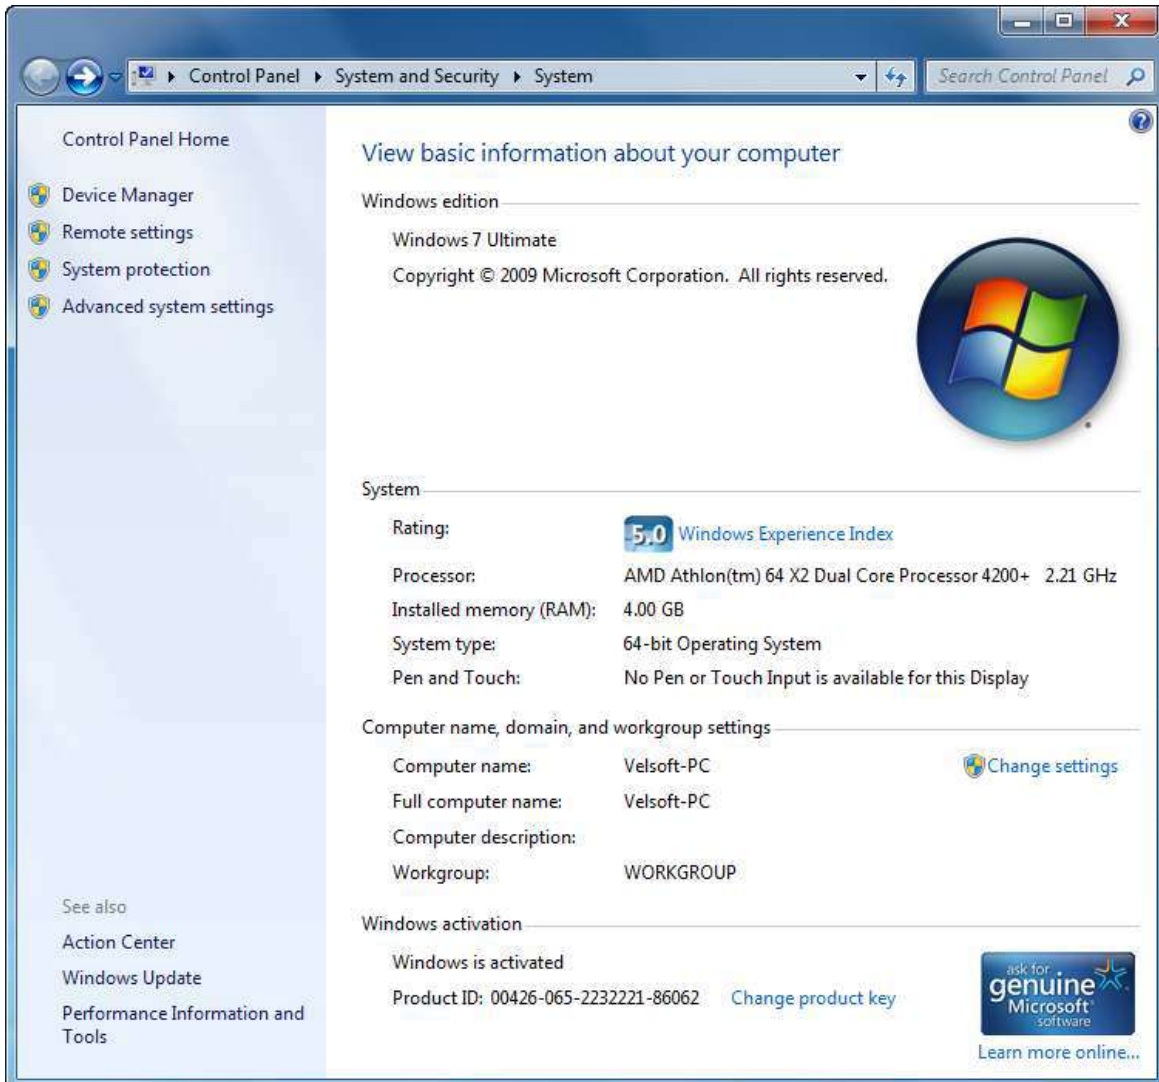 Control Panel ▸ System and Security ▸ System
Search Control Panel
Control Panel Home
Device Manager
Remote settings
System protection
Advanced system settings
See also
Action Center
Windows Update
Performance Information and
Tools
View basic information about your computer
Windows edition
Windows 7 Ultimate
Copyright © 2009 Microsoft Corporation. All rights reserved.
System
Rating: 5.0 Windows Experience Index
Processor: AMD Athlon(tm) 64 X2 Dual Core Processor 4200+ 2.21 GHz
Installed memory (RAM): 4.00 GB
System type: 64-bit Operating System
Pen and Touch: No Pen or Touch Input is available for this Display
Computer name, domain, and workgroup settings
Computer name: Velsoft-PC Change settings
Full computer name: Velsoft-PC
Computer description:
Workgroup: WORKGROUP
Windows activation
Windows is activated
Product ID: 00426-065-2232221-86062 Change product key
ask for
genuine
Microsoft
software
Learn more online...